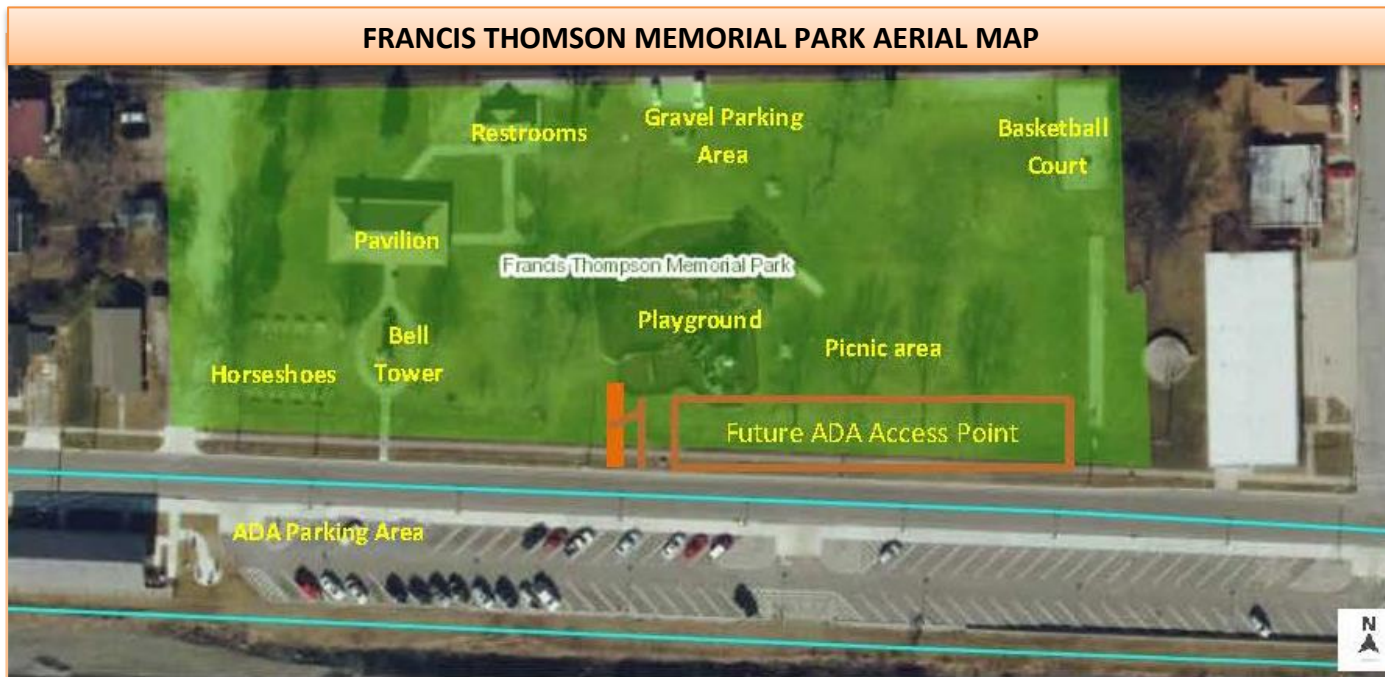 FRANCIS THOMSON MEMORIAL PARK AERIAL MAP
Restrooms
Gravel Parking
Area
Basketball
Court
Pavilion
Francis Thompson Memorial Park
Playground
Bell
Tower
Horseshoes
Picnic area
Future ADA Access Point
ADA Parking Area
N